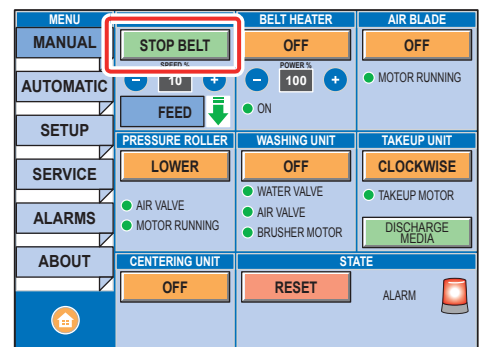 MENU
MANUAL
AUTOMATIC
SETUP
SERVICE
ALARMS
ABOUT
STOP BELT
SPEED %
10
FEED
BELT HEATER
OFF
POWER %
100
ON
AIR BLADE
OFF
MOTOR RUNNING
PRESSURE ROLLER
LOWER
AIR VALVE
MOTOR RUNNING
WASHING UNIT
OFF
WATER VALVE
AIR VALVE
BRUSHER MOTOR
TAKEUP UNIT
CLOCKWISE
TAKEUP MOTOR
DISCHARGE
MEDIA
CENTERING UNIT
OFF
STATE
RESET
ALARM